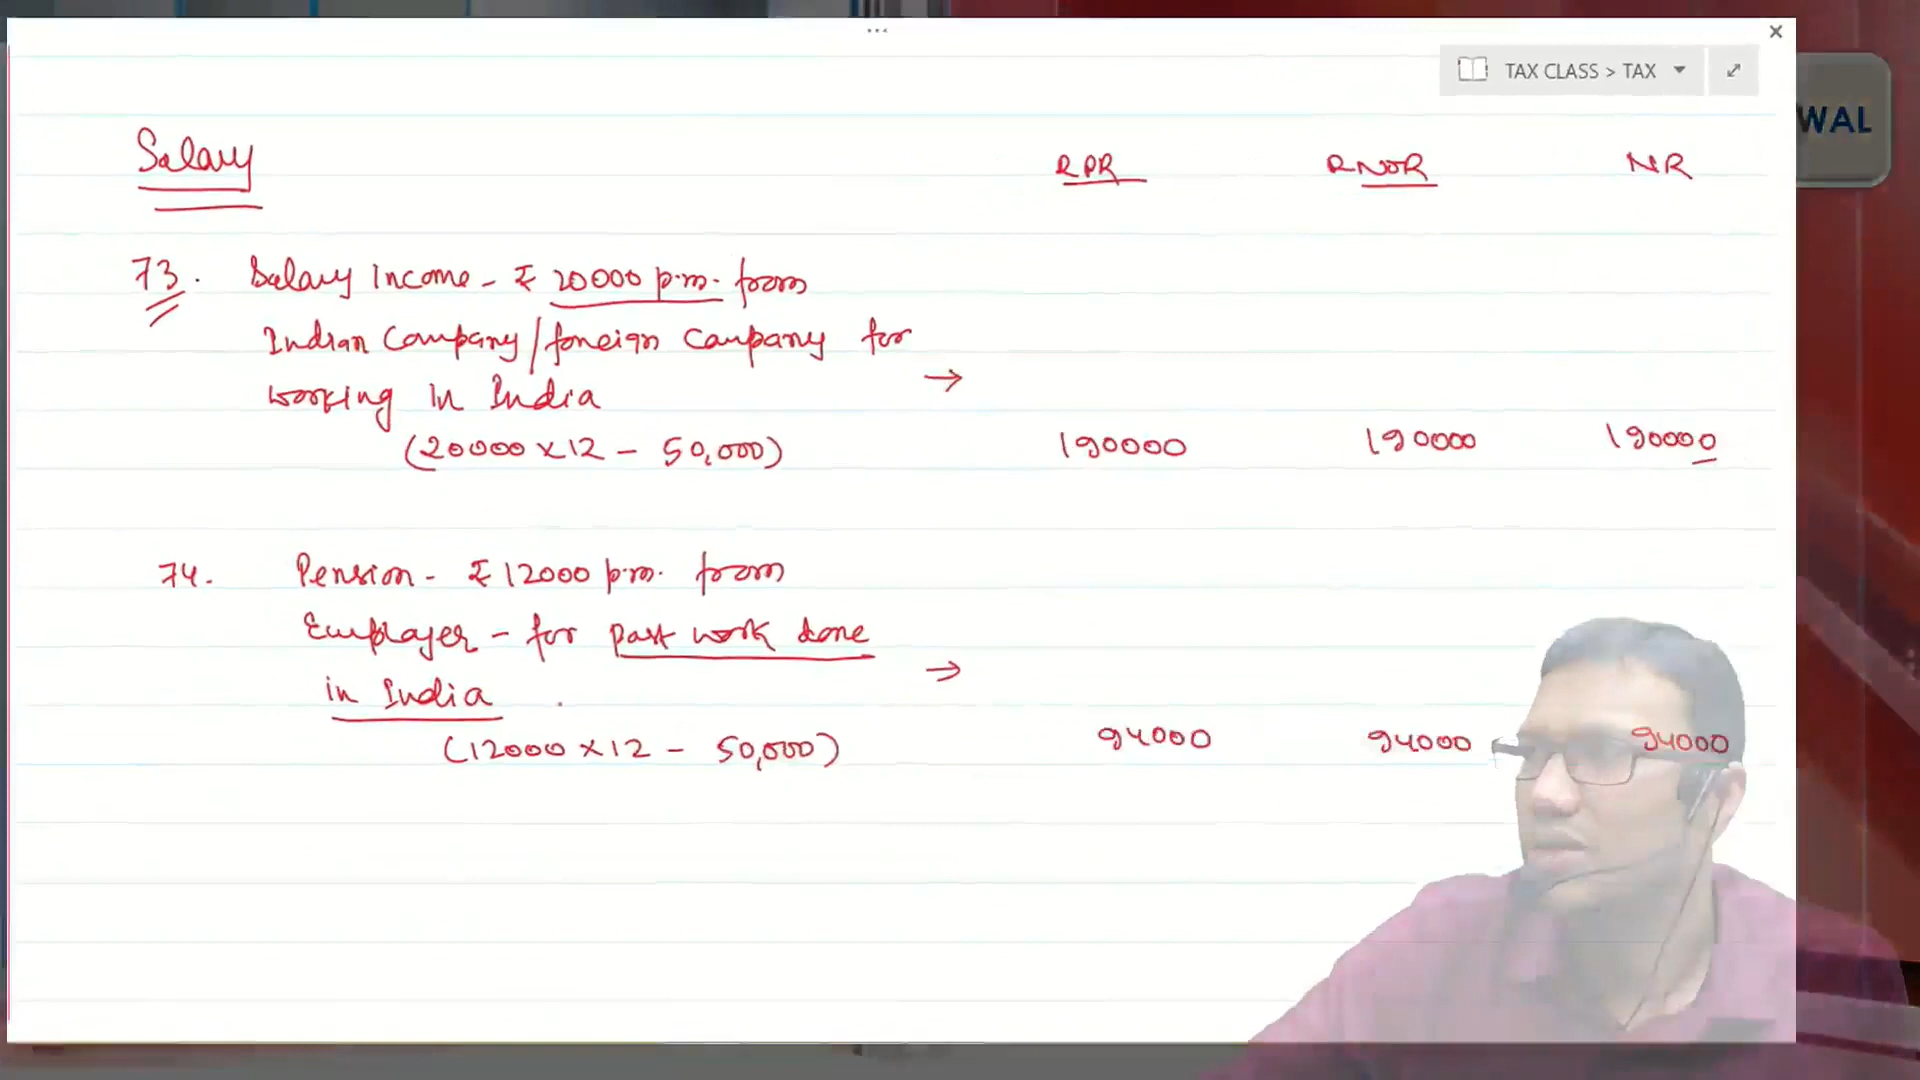 ...
TAX CLASS > TAX
WAL
Salary RPR RNOR NR
73. Salary Income - ₹ 20000 p.m. from
Indian Company/foreign Company for
working in India →
(20000 × 12 - 50,000) 190000 190000 190000
74. Pension - ₹ 12000 p.m. from
Employer - for past work done
in India →
(12000 × 12 - 50,000) 94000 94000 94000